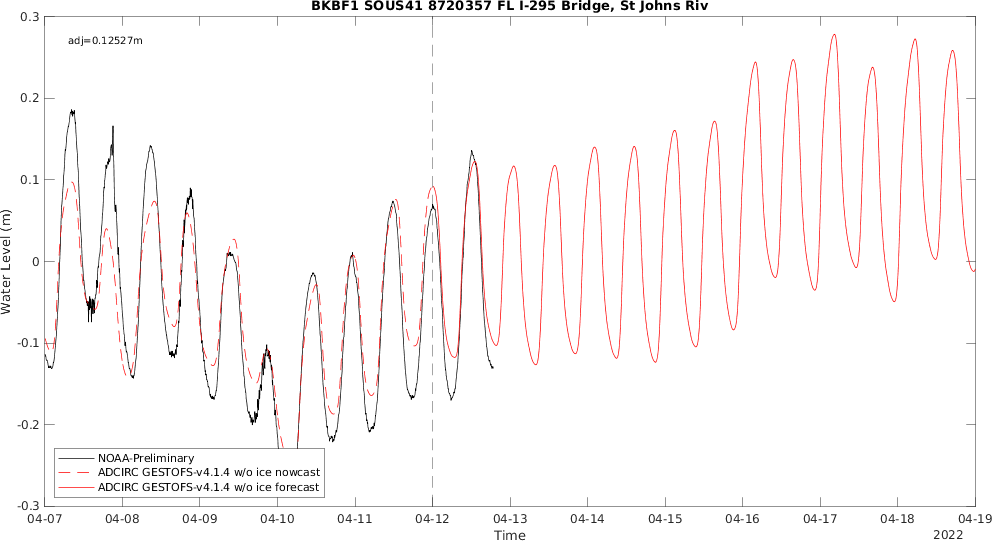 BKBF1 SOUS41 8720357 FL I-295 Bridge, St Johns Riv
adj=0.12527m
Water Level (m)
0.3
0.2
0.1
0
-0.1
-0.2
-0.3
NOAA-Preliminary
ADCIRC GESTOFS-v4.1.4 w/o ice nowcast
ADCIRC GESTOFS-v4.1.4 w/o ice forecast
04-07 04-08 04-09 04-10 04-11 04-12 04-13 04-14 04-15 04-16 04-17 04-18 04-19
Time
2022